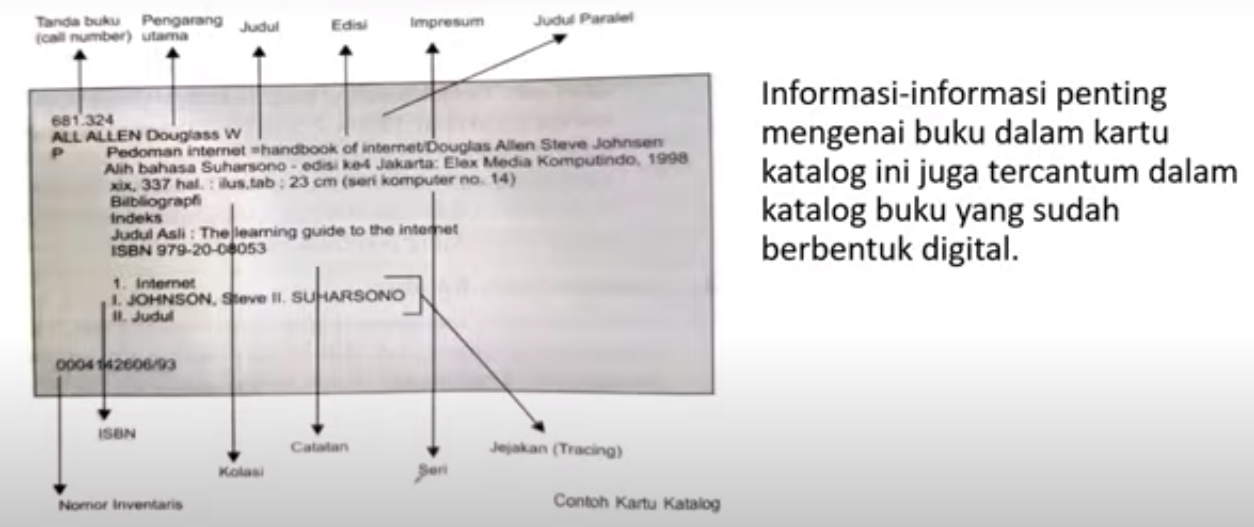 Tanda buku
(call number)
Pengarang
utama
Judul
Edisi
Impresum
Judul Paralel
681.324
ALL ALLEN Douglass W
P Pedoman internet =handbook of internet/Douglas Allen Steve Johnsen
Alih bahasa Suharsono - edisi ke4 Jakarta: Elex Media Komputindo, 1998
xix, 337 hal. : ilus,tab ; 23 cm (seri komputer no. 14)
Bilbliograpfi
Indeks
Judul Asli : The learning guide to the internet
ISBN 979-20-08053
1. Internet
I. JOHNSON, Steve II. SUHARSONO
II. Judul
0004142606/93
ISBN
Catatan
Jejakan (Tracing)
Kolasi
Seri
Nomor Inventaris
Contoh Kartu Katalog
Informasi-informasi penting
mengenai buku dalam kartu
katalog ini juga tercantum dalam
katalog buku yang sudah
berbentuk digital.